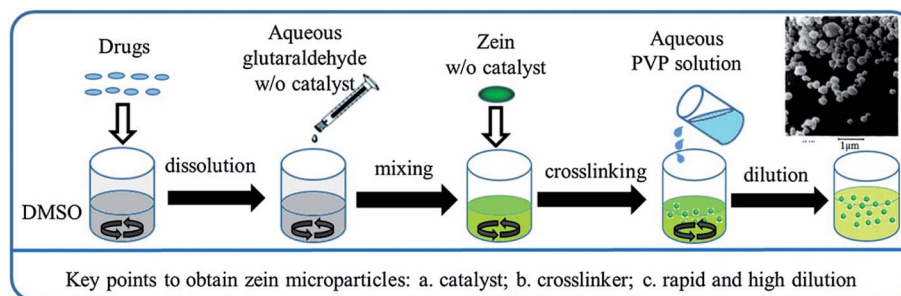 Drugs
Aqueous
glutaraldehyde
w/o catalyst
Zein
w/o catalyst
Aqueous
PVP solution
1μm
dissolution
mixing
crosslinking
dilution
DMSO
Key points to obtain zein microparticles: a. catalyst; b. crosslinker; c. rapid and high dilution